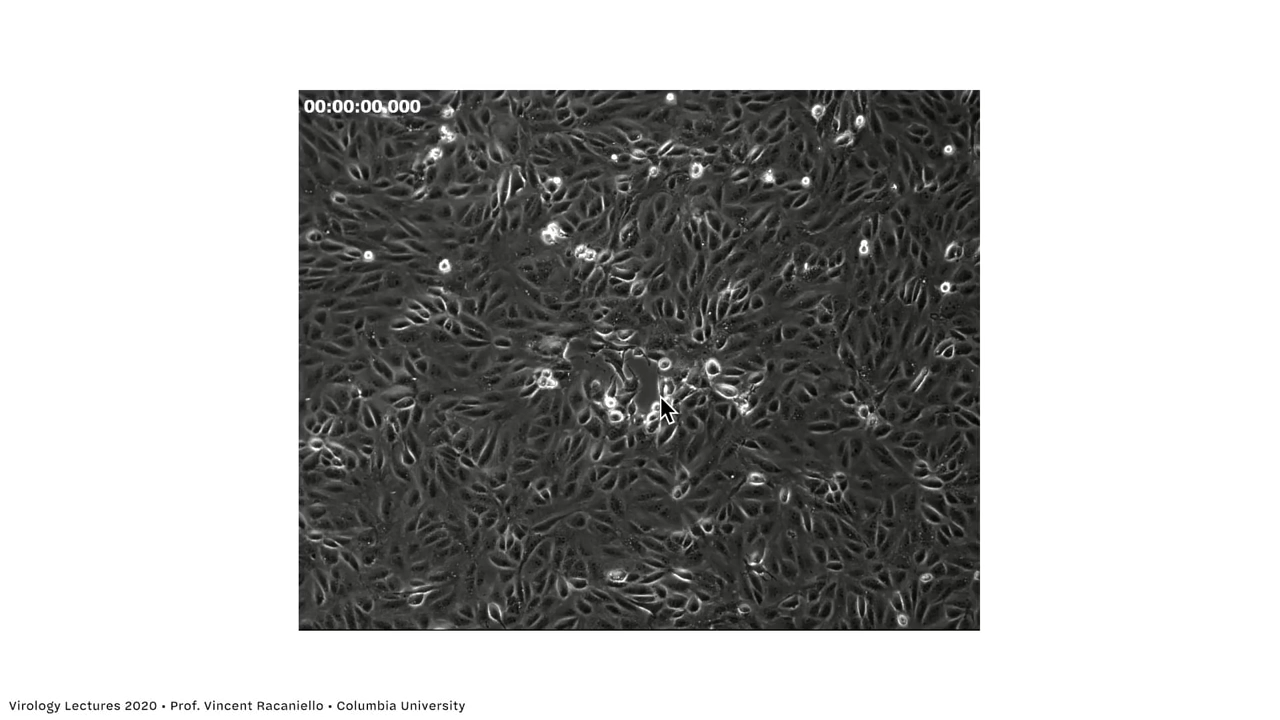 00:00:00.000
Virology Lectures 2020 • Prof. Vincent Racaniello • Columbia University